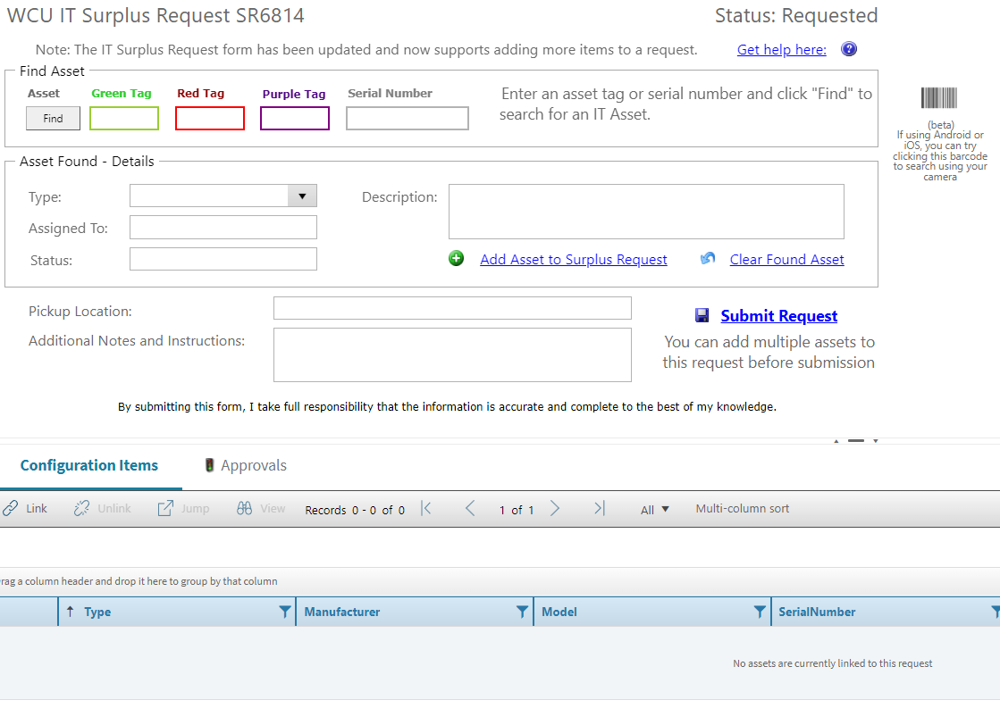 WCU IT Surplus Request SR6814
Status: Requested
Note: The IT Surplus Request form has been updated and now supports adding more items to a request.
Get help here:
Find Asset
Asset
Green Tag
Red Tag
Purple Tag
Serial Number
Find
Enter an asset tag or serial number and click "Find" to
search for an IT Asset.
(beta)
If using Android or
iOS, you can try
clicking this barcode
to search using your
camera
Asset Found - Details
Type:
Description:
Assigned To:
Status:
Add Asset to Surplus Request
Clear Found Asset
Pickup Location:
Submit Request
Additional Notes and Instructions:
You can add multiple assets to
this request before submission
By submitting this form, I take full responsibility that the information is accurate and complete to the best of my knowledge.
Configuration Items
Approvals
Link
Unlink
Jump
View
Records 0 - 0 of 0
1 of 1
All
Multi-column sort
rag a column header and drop it here to group by that column
Type
Manufacturer
Model
SerialNumber
No assets are currently linked to this request